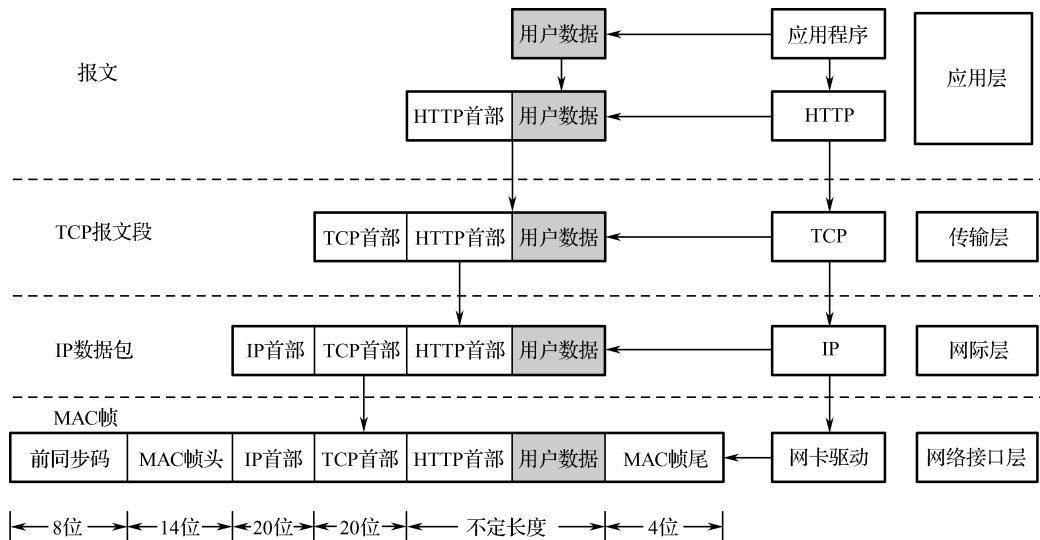 用户数据
应用程序
报文
应用层
HTTP首部 用户数据
HTTP
TCP报文段
TCP首部 HTTP首部 用户数据
TCP
传输层
IP数据包
IP首部 TCP首部 HTTP首部 用户数据
IP
网际层
MAC帧
前同步码 MAC帧头 IP首部 TCP首部 HTTP首部 用户数据 MAC帧尾
网卡驱动
网络接口层
8位 14位 20位 20位 不定长度 4位